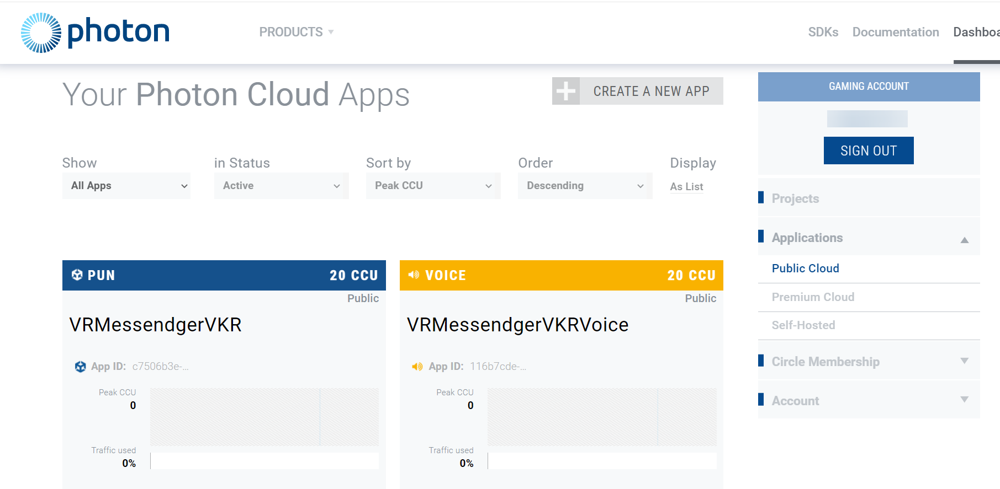 photon
PRODUCTS
SDKs Documentation Dashboa
Your Photon Cloud Apps
CREATE A NEW APP
GAMING ACCOUNT
SIGN OUT
Show in Status Sort by Order Display
All Apps Active Peak CCU Descending As List
Projects
Applications
Public Cloud
Premium Cloud
Self-Hosted
Circle Membership
Account
PUN 20 CCU
Public
VRMessendgerVKR
App ID: c7506b3e-...
Peak CCU
0
Traffic used
0%
VOICE 20 CCU
Public
VRMessendgerVKRVoice
App ID: 116b7cde-...
Peak CCU
0
Traffic used
0%